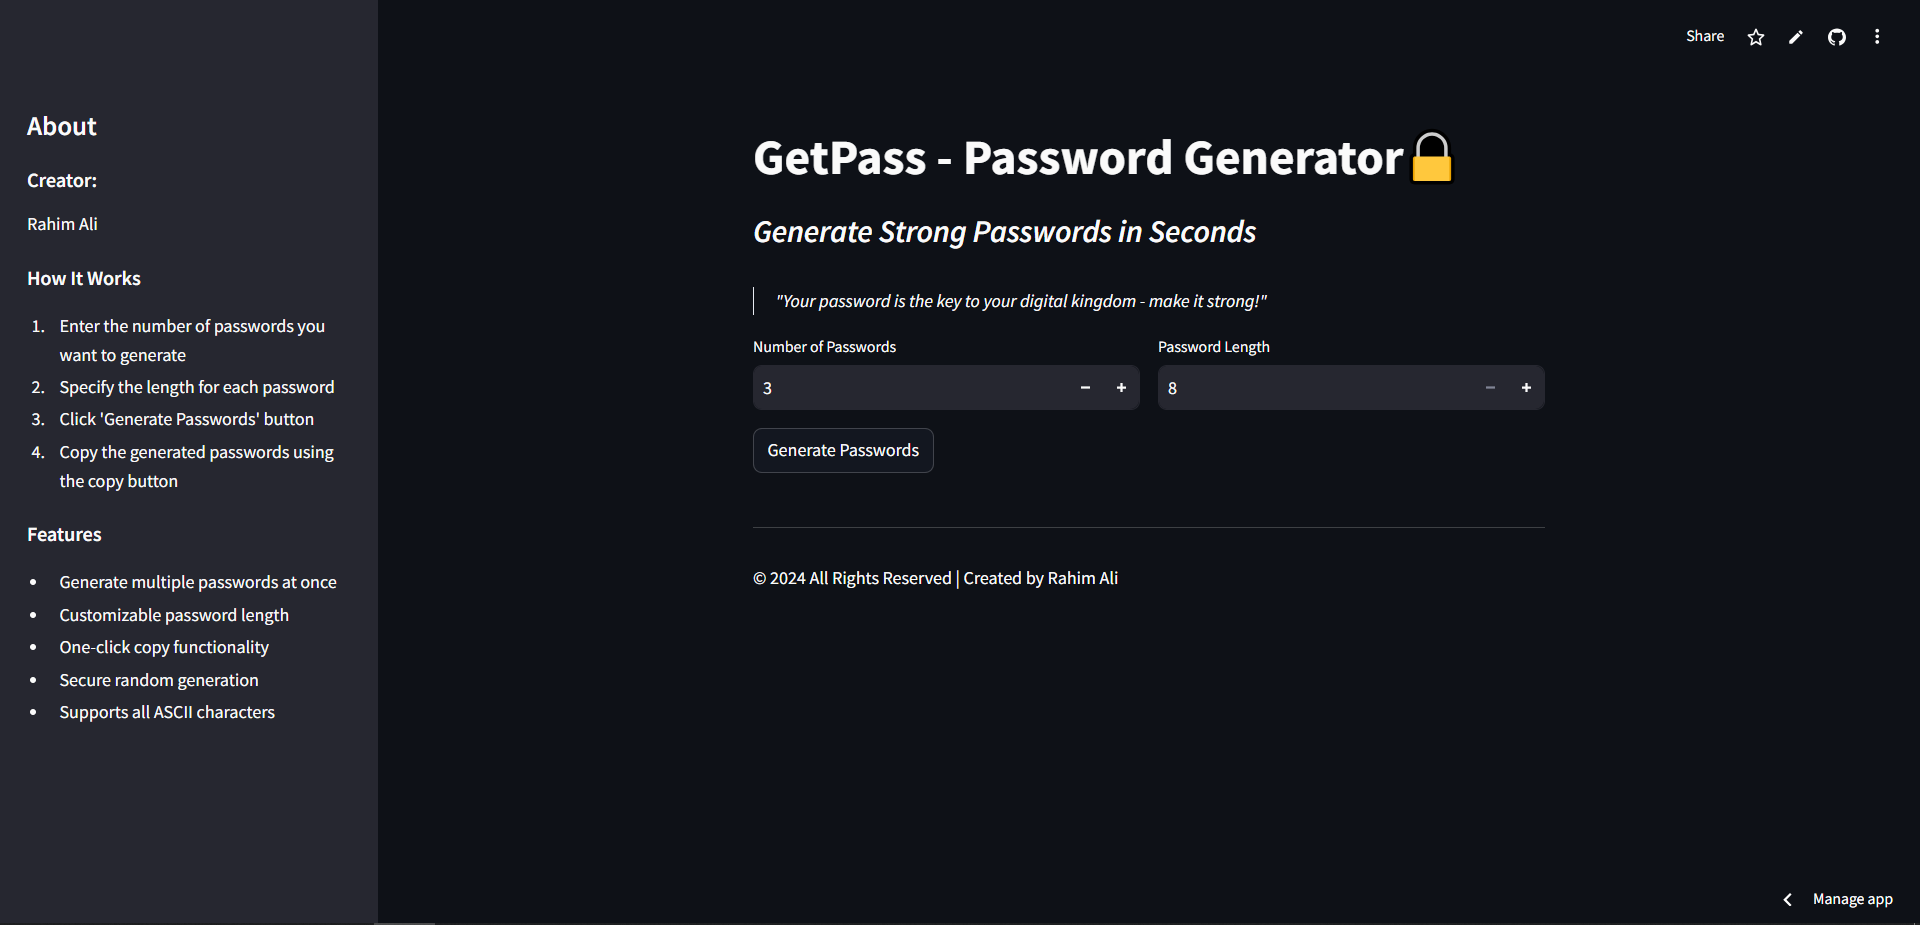 Share
About
Creator:
Rahim Ali
How It Works
1. Enter the number of passwords you
want to generate
2. Specify the length for each password
3. Click 'Generate Passwords' button
4. Copy the generated passwords using
the copy button
Features
• Generate multiple passwords at once
• Customizable password length
• One-click copy functionality
• Secure random generation
• Supports all ASCII characters
GetPass - Password Generator
Generate Strong Passwords in Seconds
"Your password is the key to your digital kingdom - make it strong!"
Number of Passwords
3
Password Length
8
Generate Passwords
© 2024 All Rights Reserved | Created by Rahim Ali
Manage app